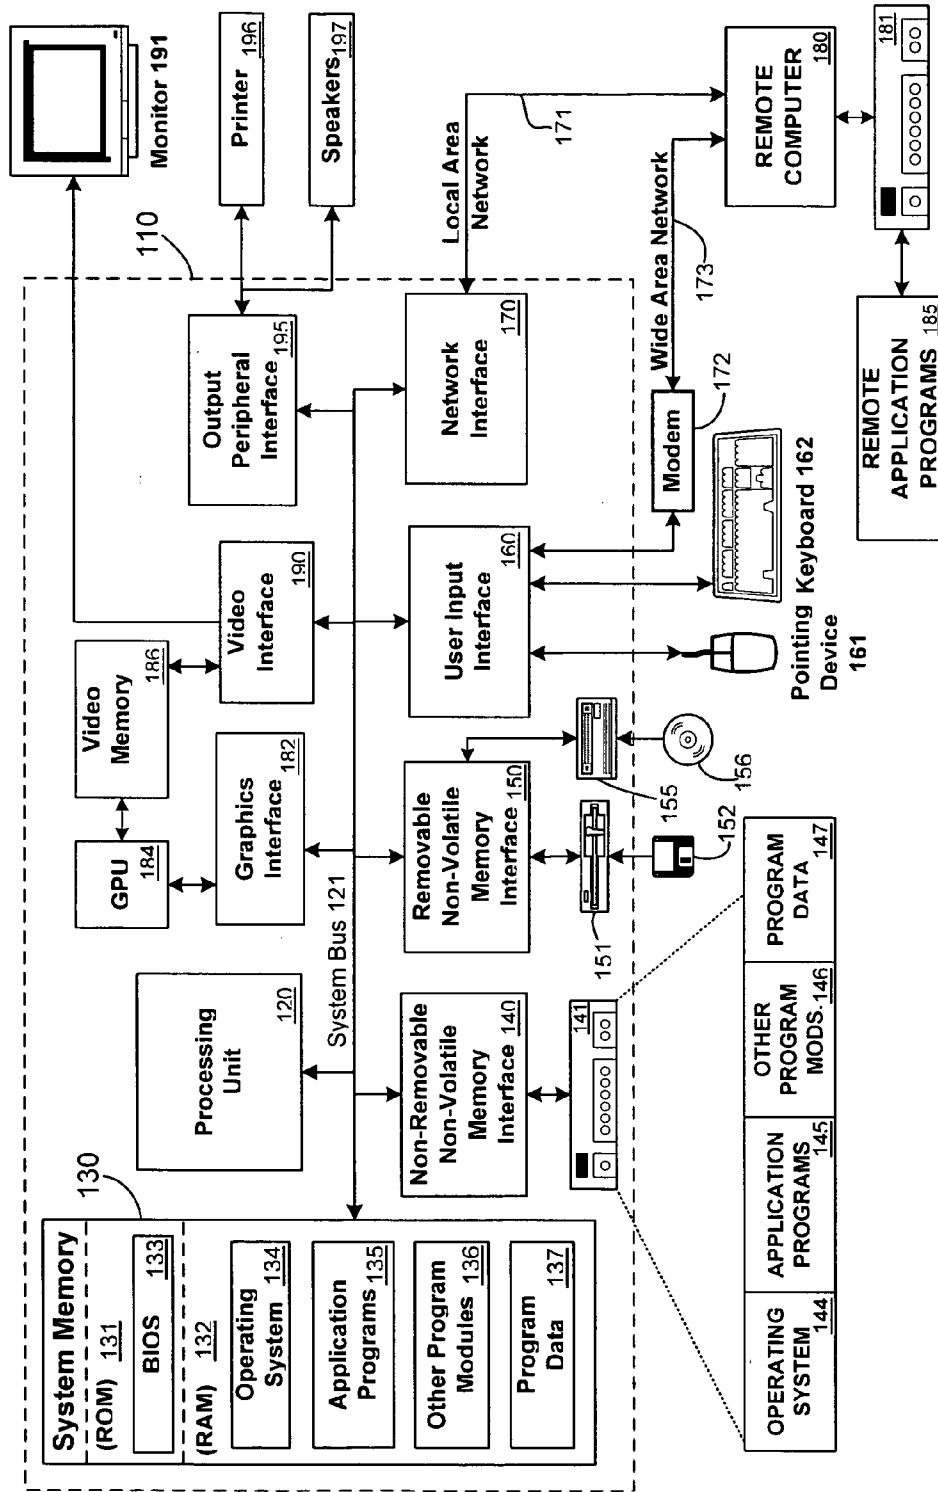 System Memory
(ROM) 131
BIOS 133
(RAM) 132
Operating
System 134
Application
Programs 135
Other Program
Modules 136
Program
Data 137
130
Processing
Unit
120
System Bus 121
GPU
184
Video
Memory
186
Graphics
Interface
182
Video
Interface
190
Output
Peripheral
Interface 195
110
Monitor 191
Printer 196
Speakers 197
Non-Removable
Non-Volatile
Memory
Interface 140
Removable
Non-Volatile
Memory
Interface 150
User Input
Interface
160
Network
Interface
170
Local Area
Network
171
Wide Area Network
173
Modem
172
141
151
152
155
156
Pointing
Device
161
Keyboard 162
REMOTE
COMPUTER
180
181
REMOTE
APPLICATION
PROGRAMS 185
OPERATING
SYSTEM 144
APPLICATION
PROGRAMS 145
OTHER
PROGRAM
MODS. 146
PROGRAM
DATA 147